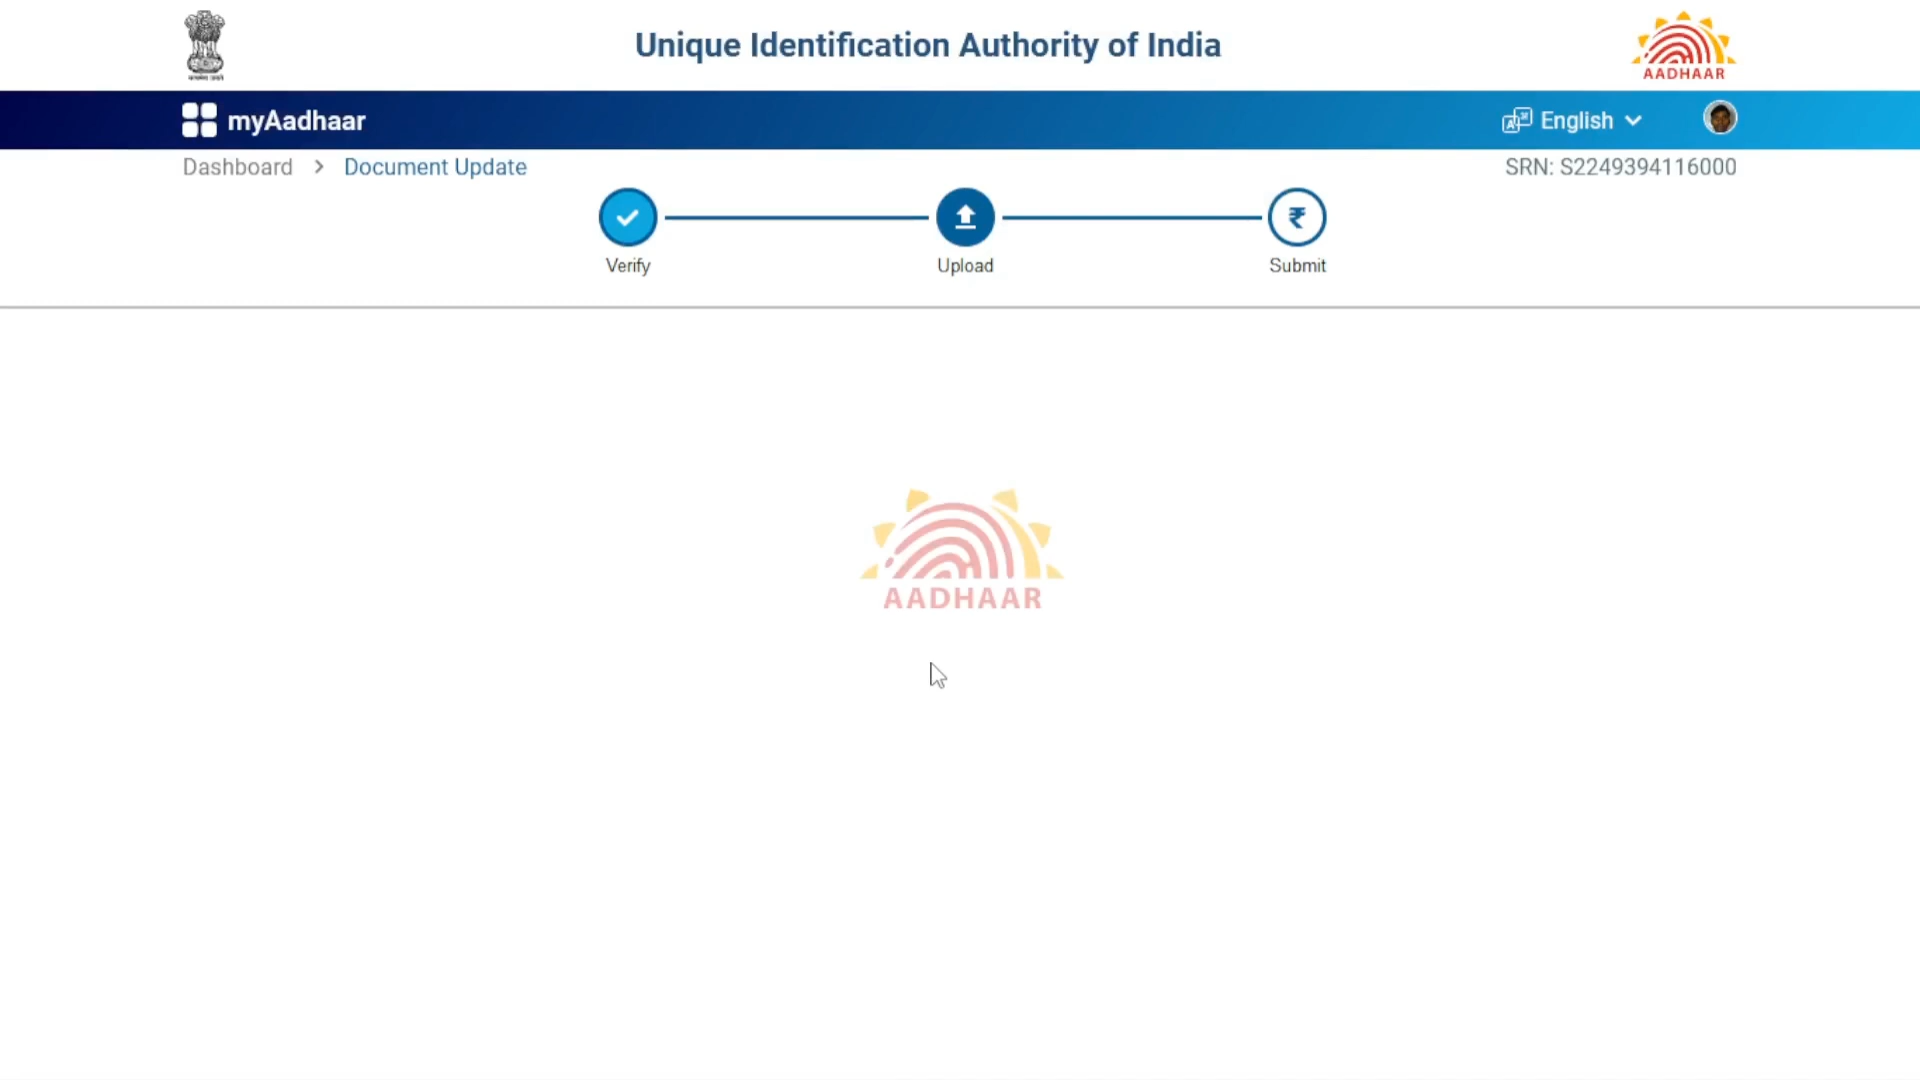 Unique Identification Authority of India
AADHAAR
myAadhaar
English
Dashboard > Document Update
SRN: S2249394116000
Verify
Upload
Submit
AADHAAR